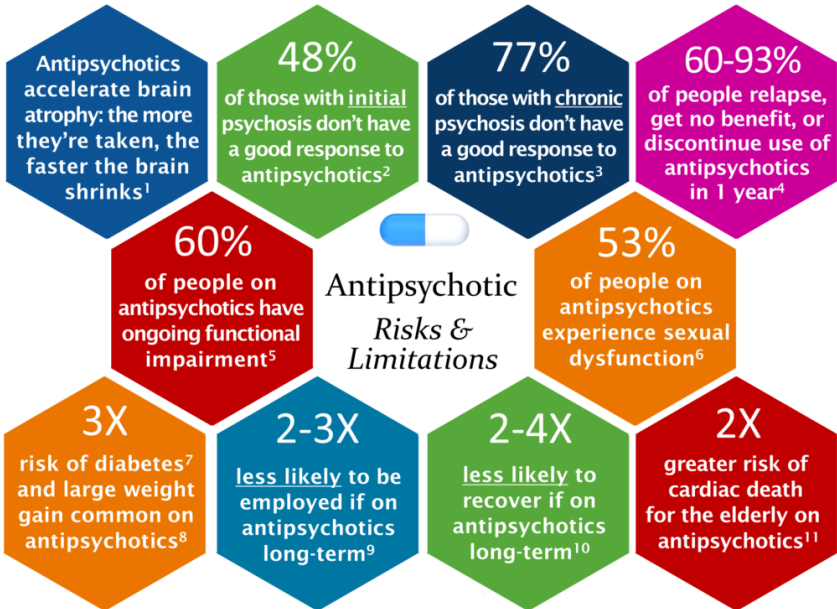 Antipsychotics
accelerate brain
atrophy: the more
they're taken, the
faster the brain
shrinks¹
48%
of those with initial
psychosis don't have
a good response to
antipsychotics²
77%
of those with chronic
psychosis don't have
a good response to
antipsychotics³
60-93%
of people relapse,
get no benefit, or
discontinue use of
antipsychotics
in 1 year⁴
60%
of people on
antipsychotics have
ongoing functional
impairment⁵
Antipsychotic
Risks &
Limitations
53%
of people on
antipsychotics
experience sexual
dysfunction⁶
3X
risk of diabetes⁷
and large weight
gain common on
antipsychotics⁸
2-3X
less likely to be
employed if on
antipsychotics
long-term⁹
2-4X
less likely to
recover if on
antipsychotics
long-term¹⁰
2X
greater risk of
cardiac death
for the elderly on
antipsychotics¹¹